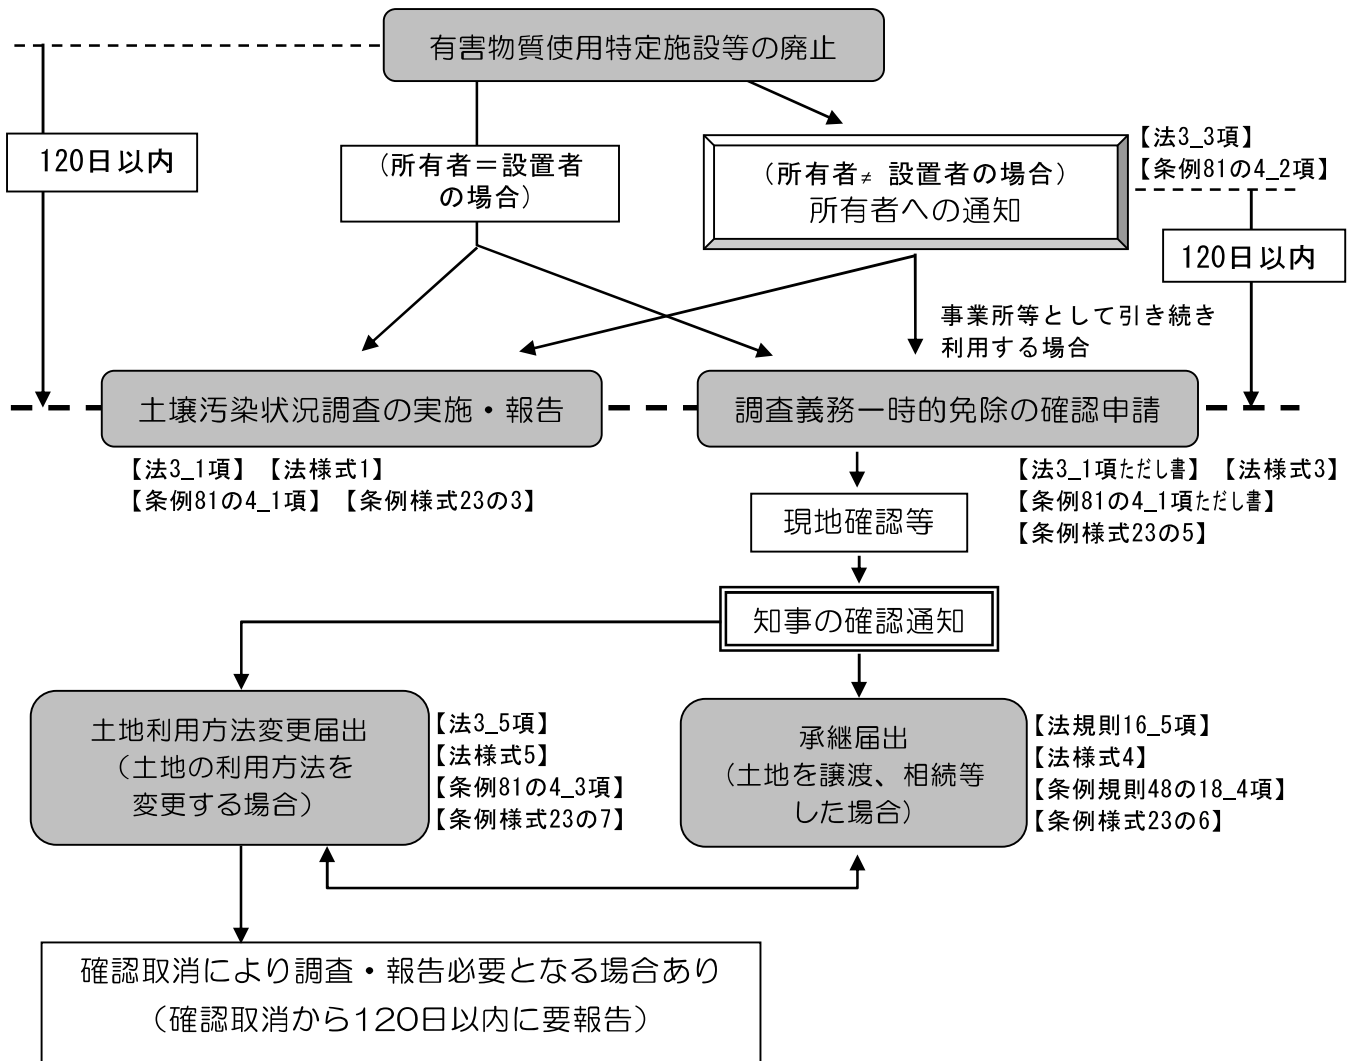 有害物質使用特定施設等の廃止
120日以内
(所有者＝設置者
の場合)
(所有者≠ 設置者の場合)
所有者への通知
【法3_3項】
【条例81の4_2項】
120日以内
事業所等として引き続き
利用する場合
土壌汚染状況調査の実施・報告
調査義務一時的免除の確認申請
【法3_1項】【法様式1】
【条例81の4_1項】【条例様式23の3】
【法3_1項ただし書】【法様式3】
【条例81の4_1項ただし書】
【条例様式23の5】
現地確認等
知事の確認通知
土地利用方法変更届出
（土地の利用方法を
変更する場合）
【法3_5項】
【法様式5】
【条例81の4_3項】
【条例様式23の7】
承継届出
（土地を譲渡、相続等
した場合）
【法規則16_5項】
【法様式4】
【条例規則48の18_4項】
【条例様式23の6】
確認取消により調査・報告必要となる場合あり
（確認取消から120日以内に要報告）